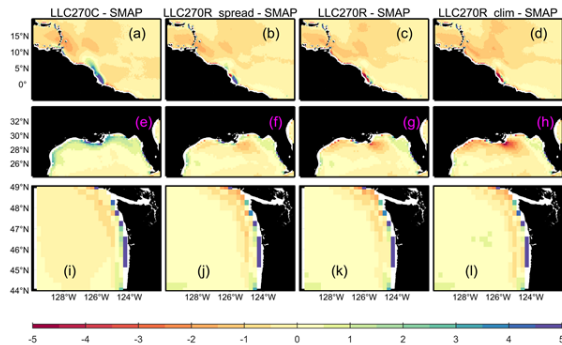 LLC270C - SMAP LLC270R spread - SMAP LLC270R - SMAP LLC270R clim - SMAP
15°N (a) (b) (c) (d)
10°N
5°N
0°
32°N (e) (f) (g) (h)
30°N
28°N
26°N
49°N
48°N
47°N
46°N
45°N (i) (j) (k) (l)
44°N
128°W 126°W 124°W 128°W 126°W 124°W 128°W 126°W 124°W 128°W 126°W 124°W
-5 -4 -3 -2 -1 0 1 2 3 4 5